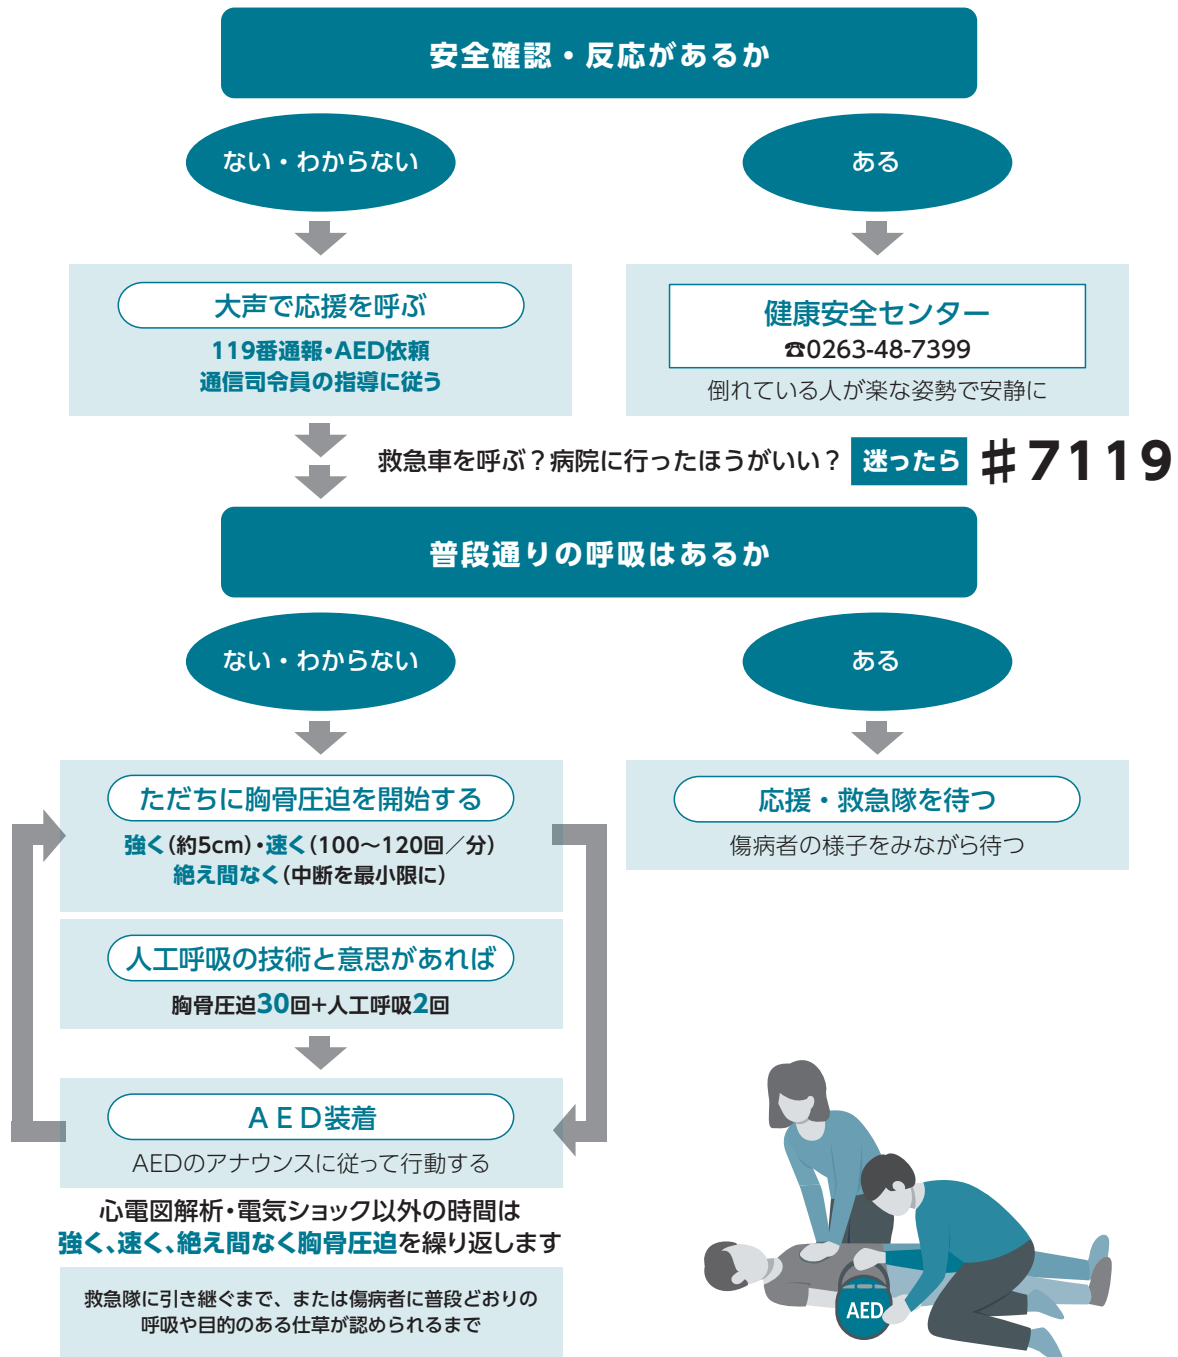 安全確認・反応があるか
ない・わからない
ある
大声で応援を呼ぶ
119番通報・AED依頼
通信司令員の指導に従う
健康安全センター
☎0263-48-7399
倒れている人が楽な姿勢で安静に
救急車を呼ぶ？病院に行ったほうがいい？ 迷ったら ♯7119
普段通りの呼吸はあるか
ない・わからない
ある
ただちに胸骨圧迫を開始する
強く(約5cm)・速く(100〜120回／分)
絶え間なく(中断を最小限に)
応援・救急隊を待つ
傷病者の様子をみながら待つ
人工呼吸の技術と意思があれば
胸骨圧迫30回+人工呼吸2回
ＡＥＤ装着
AEDのアナウンスに従って行動する
心電図解析・電気ショック以外の時間は
強く、速く、絶え間なく胸骨圧迫を繰り返します
救急隊に引き継ぐまで、または傷病者に普段どおりの
呼吸や目的のある仕草が認められるまで
AED